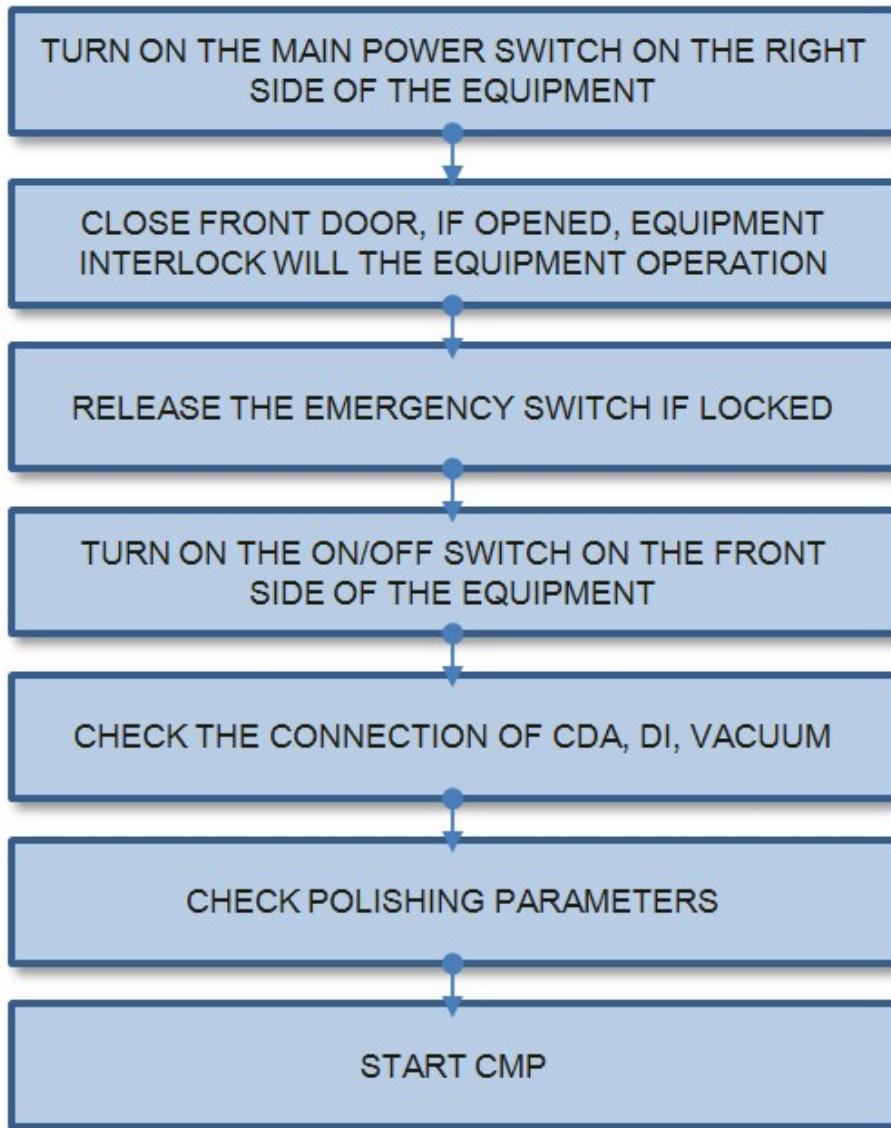 TURN ON THE MAIN POWER SWITCH ON THE RIGHT
SIDE OF THE EQUIPMENT
CLOSE FRONT DOOR, IF OPENED, EQUIPMENT
INTERLOCK WILL THE EQUIPMENT OPERATION
RELEASE THE EMERGENCY SWITCH IF LOCKED
TURN ON THE ON/OFF SWITCH ON THE FRONT
SIDE OF THE EQUIPMENT
CHECK THE CONNECTION OF CDA, DI, VACUUM
CHECK POLISHING PARAMETERS
START CMP